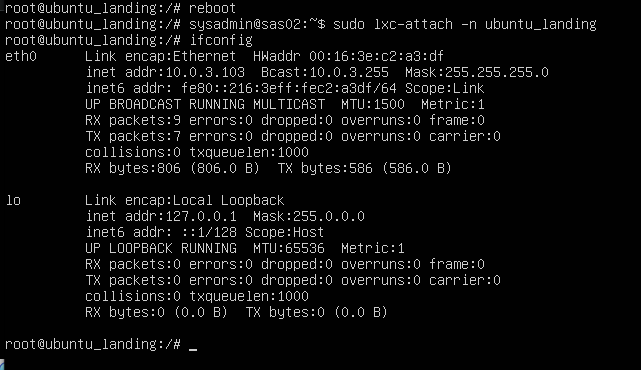 root@ubuntu_landing:/# reboot
root@ubuntu_landing:/# sysadmin@sas02:~$ sudo lxc-attach -n ubuntu_landing
root@ubuntu_landing:/# ifconfig
eth0      Link encap:Ethernet  HWaddr 00:16:3e:c2:a3:df
          inet addr:10.0.3.103  Bcast:10.0.3.255  Mask:255.255.255.0
          inet6 addr: fe80::216:3eff:fec2:a3df/64 Scope:Link
          UP BROADCAST RUNNING MULTICAST  MTU:1500  Metric:1
          RX packets:9 errors:0 dropped:0 overruns:0 frame:0
          TX packets:7 errors:0 dropped:0 overruns:0 carrier:0
          collisions:0 txqueuelen:1000
          RX bytes:806 (806.0 B)  TX bytes:586 (586.0 B)
lo        Link encap:Local Loopback
          inet addr:127.0.0.1  Mask:255.0.0.0
          inet6 addr: ::1/128 Scope:Host
          UP LOOPBACK RUNNING  MTU:65536  Metric:1
          RX packets:0 errors:0 dropped:0 overruns:0 frame:0
          TX packets:0 errors:0 dropped:0 overruns:0 carrier:0
          collisions:0 txqueuelen:1000
          RX bytes:0 (0.0 B)  TX bytes:0 (0.0 B)
root@ubuntu_landing:/# _